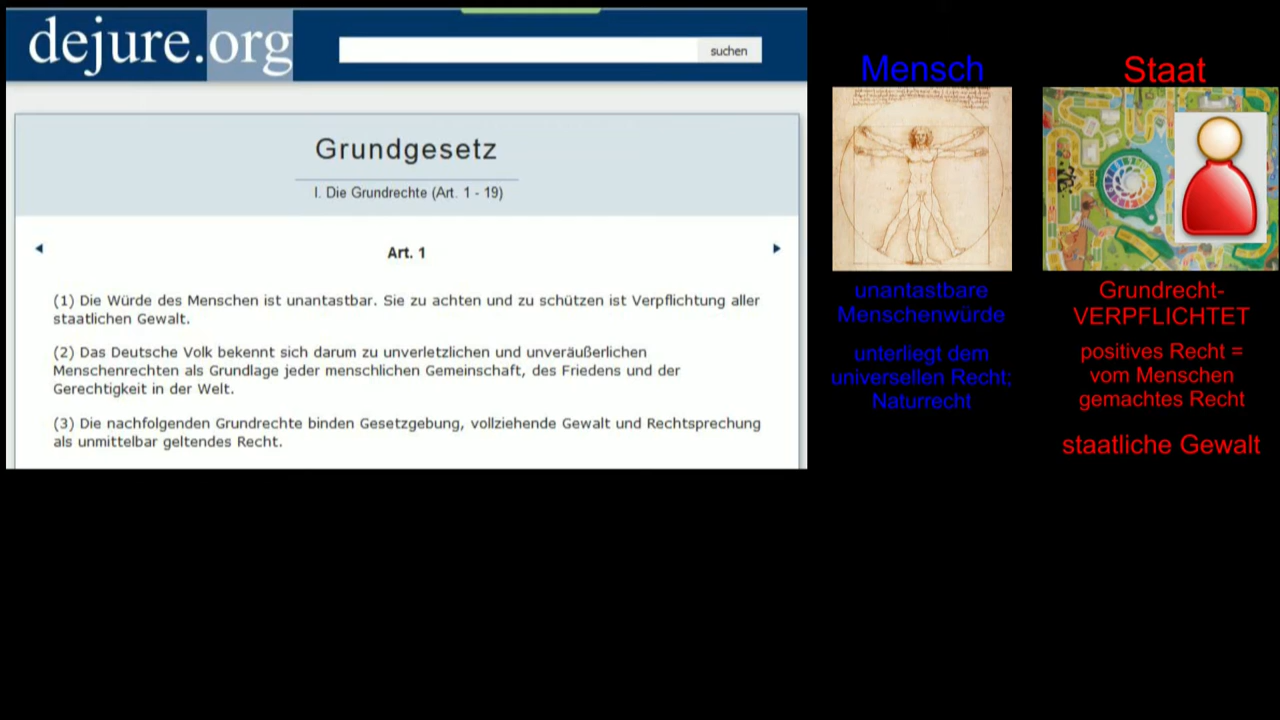 dejure.org
suchen
Grundgesetz
I. Die Grundrechte (Art. 1 - 19)
Art. 1
(1) Die Würde des Menschen ist unantastbar. Sie zu achten und zu schützen ist Verpflichtung aller
staatlichen Gewalt.
(2) Das Deutsche Volk bekennt sich darum zu unverletzlichen und unveräußerlichen
Menschenrechten als Grundlage jeder menschlichen Gemeinschaft, des Friedens und der
Gerechtigkeit in der Welt.
(3) Die nachfolgenden Grundrechte binden Gesetzgebung, vollziehende Gewalt und Rechtsprechung
als unmittelbar geltendes Recht.
Mensch
unantastbare
Menschenwürde
unterliegt dem
universellen Recht;
Naturrecht
Staat
Grundrecht-
VERPFLICHTET
positives Recht =
vom Menschen
gemachtes Recht
staatliche Gewalt